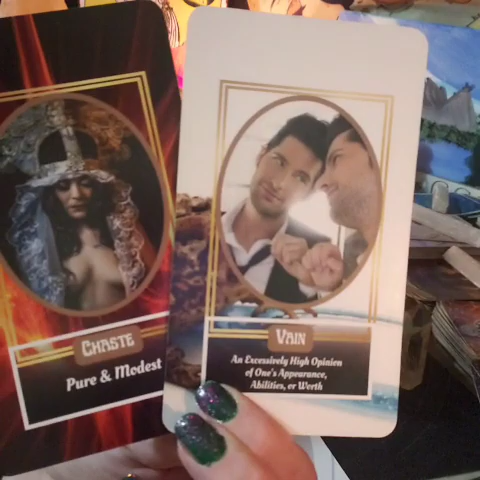 CHASTE
Pure & Modest
VAIN
An Excessively High Opinion
of One's Appearance,
Abilities, or Worth